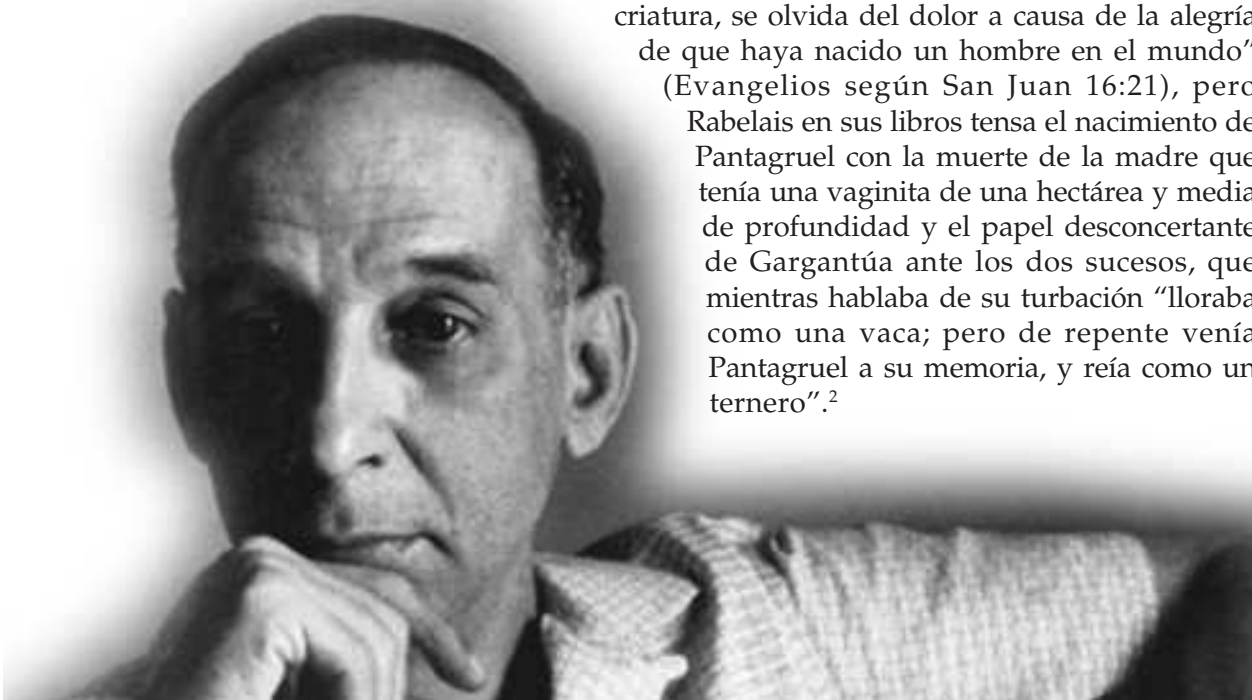 criatura, se olvida del dolor a causa de la alegría
de que haya nacido un hombre en el mundo”
(Evangelios según San Juan 16:21), pero
Rabelais en sus libros tensa el nacimiento de
Pantagruel con la muerte de la madre que
tenía una vaginita de una hectárea y media
de profundidad y el papel desconcertante
de Gargantúa ante los dos sucesos, que
mientras hablaba de su turbación “lloraba
como una vaca; pero de repente venía
Pantagruel a su memoria, y reía como un
ternero”.²